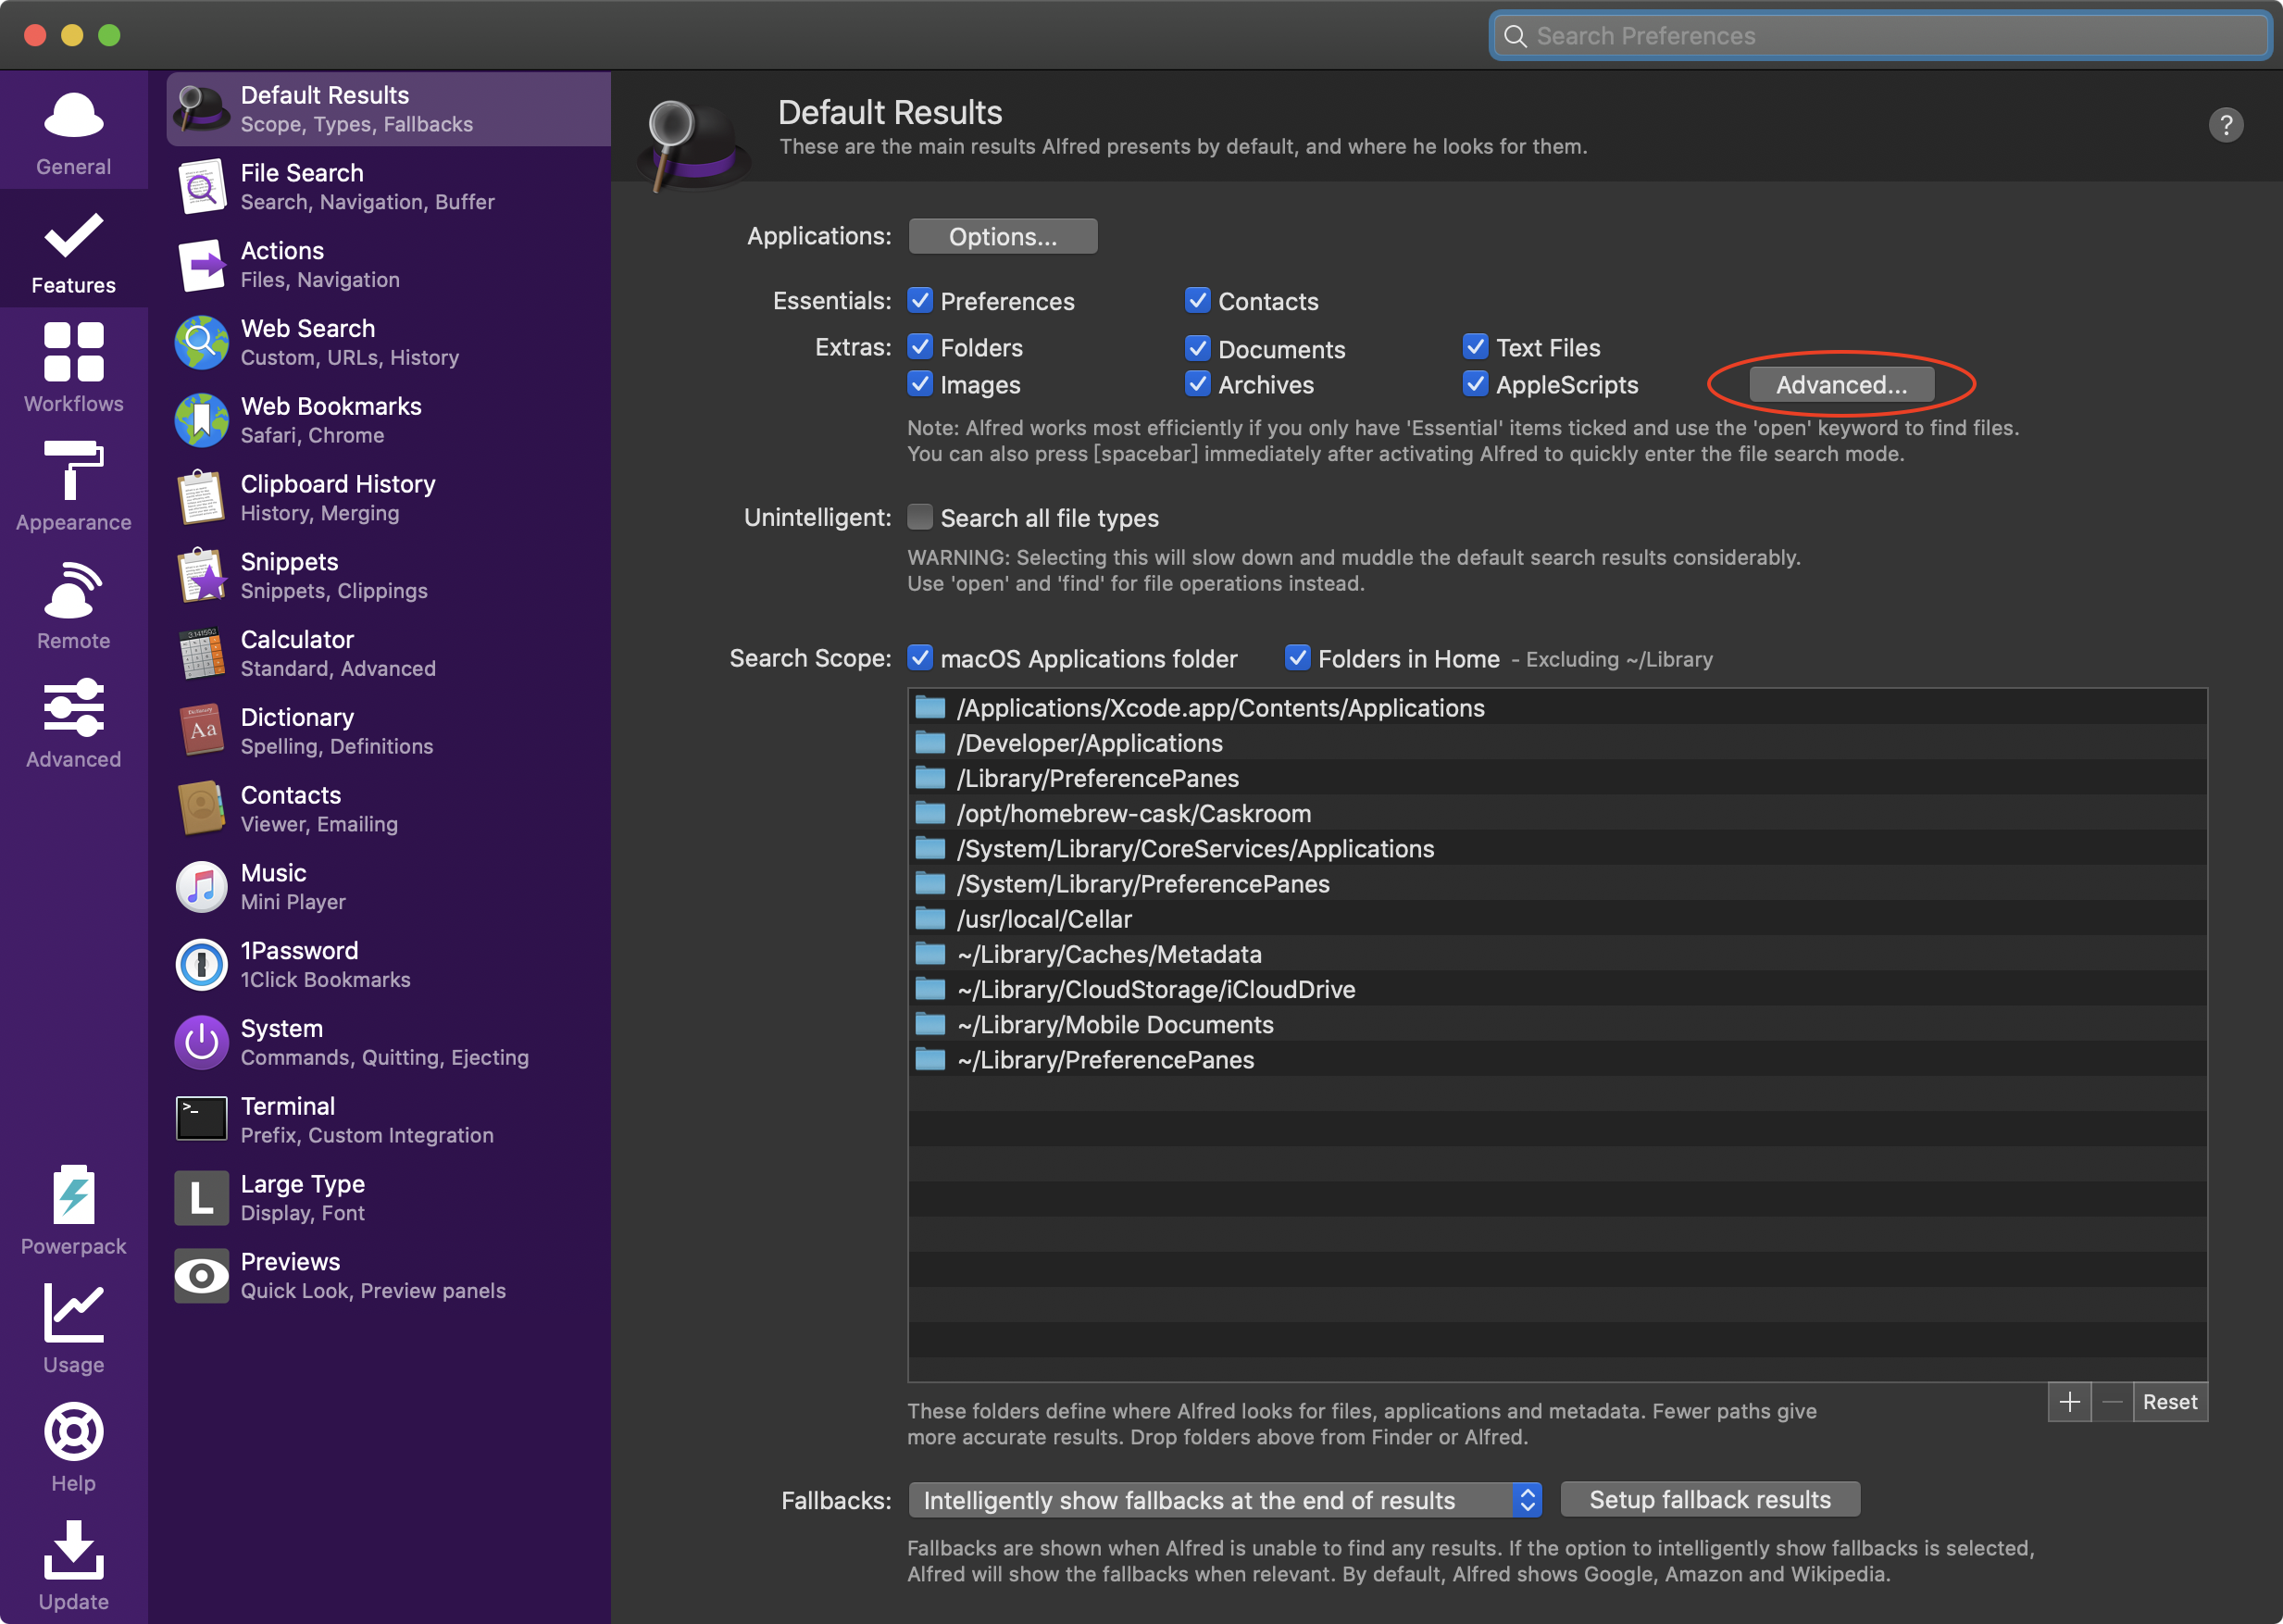 Search Preferences
General
Features
Workflows
Appearance
Remote
Advanced
Powerpack
Usage
Help
Update
Default Results
Scope, Types, Fallbacks
File Search
Search, Navigation, Buffer
Actions
Files, Navigation
Web Search
Custom, URLs, History
Web Bookmarks
Safari, Chrome
Clipboard History
History, Merging
Snippets
Snippets, Clippings
Calculator
Standard, Advanced
Dictionary
Spelling, Definitions
Contacts
Viewer, Emailing
Music
Mini Player
1Password
1Click Bookmarks
System
Commands, Quitting, Ejecting
Terminal
Prefix, Custom Integration
L
Large Type
Display, Font
Previews
Quick Look, Preview panels
Default Results
These are the main results Alfred presents by default, and where he looks for them.
?
Applications: Options...
Essentials: Preferences Contacts
Extras: Folders Documents Text Files
Images Archives AppleScripts Advanced...
Note: Alfred works most efficiently if you only have 'Essential' items ticked and use the 'open' keyword to find files.
You can also press [spacebar] immediately after activating Alfred to quickly enter the file search mode.
Unintelligent: Search all file types
WARNING: Selecting this will slow down and muddle the default search results considerably.
Use 'open' and 'find' for file operations instead.
Search Scope: macOS Applications folder Folders in Home - Excluding ~/Library
/Applications/Xcode.app/Contents/Applications
/Developer/Applications
/Library/PreferencePanes
/opt/homebrew-cask/Caskroom
/System/Library/CoreServices/Applications
/System/Library/PreferencePanes
/usr/local/Cellar
~/Library/Caches/Metadata
~/Library/CloudStorage/iCloudDrive
~/Library/Mobile Documents
~/Library/PreferencePanes
+ — Reset
These folders define where Alfred looks for files, applications and metadata. Fewer paths give
more accurate results. Drop folders above from Finder or Alfred.
Fallbacks: Intelligently show fallbacks at the end of results Setup fallback results
Fallbacks are shown when Alfred is unable to find any results. If the option to intelligently show fallbacks is selected,
Alfred will show the fallbacks when relevant. By default, Alfred shows Google, Amazon and Wikipedia.